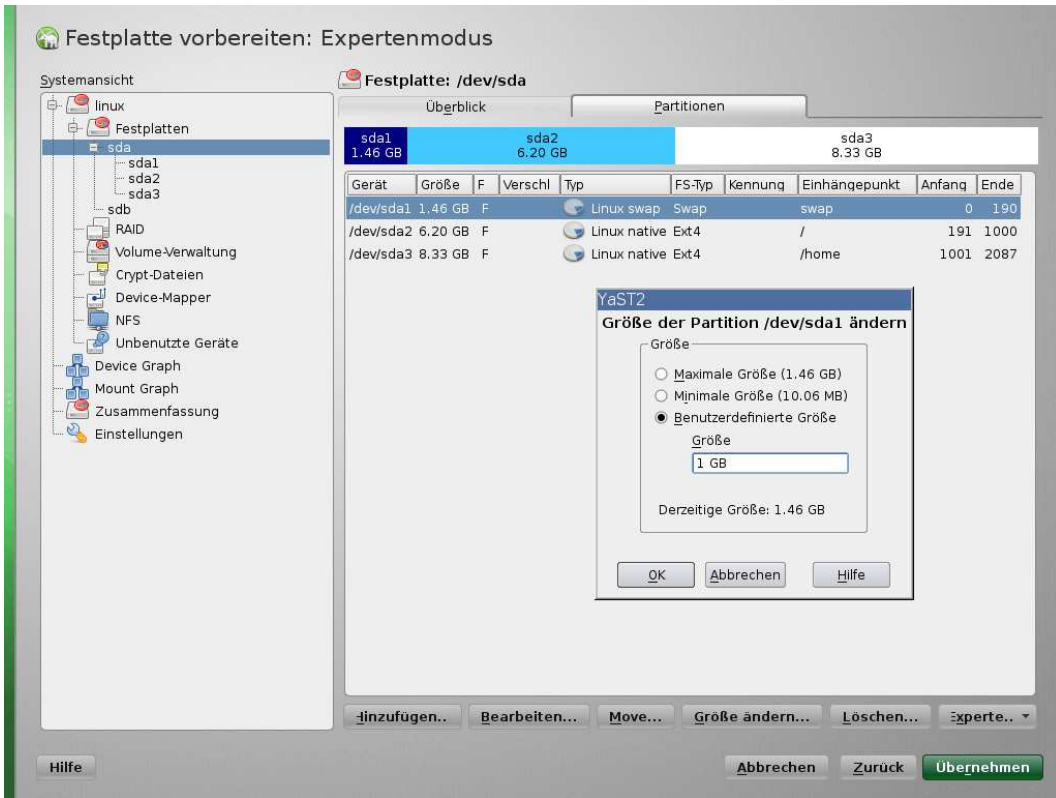 Festplatte vorbereiten: Expertenmodus
Systemansicht
linux
Festplatten
sda
sda1
sda2
sda3
sdb
RAID
Volume-Verwaltung
Crypt-Dateien
Device-Mapper
NFS
Unbenutzte Geräte
Device Graph
Mount Graph
Zusammenfassung
Einstellungen
Festplatte: /dev/sda
Überblick Partitionen
sda1 sda2 sda3
1.46 GB 6.20 GB 8.33 GB
Gerät Größe F Verschl Typ FS-Typ Kennung Einhängepunkt Anfang Ende
/dev/sda1 1.46 GB F Linux swap Swap swap 0 190
/dev/sda2 6.20 GB F Linux native Ext4 / 191 1000
/dev/sda3 8.33 GB F Linux native Ext4 /home 1001 2087
YaST2
Größe der Partition /dev/sda1 ändern
Größe
Maximale Größe (1.46 GB)
Minimale Größe (10.06 MB)
Benutzerdefinierte Größe
Größe
1 GB
Derzeitige Größe: 1.46 GB
OK Abbrechen Hilfe
Hinzufügen.. Bearbeiten... Move... Größe ändern... Löschen... Experte..
Hilfe Abbrechen Zurück Übernehmen